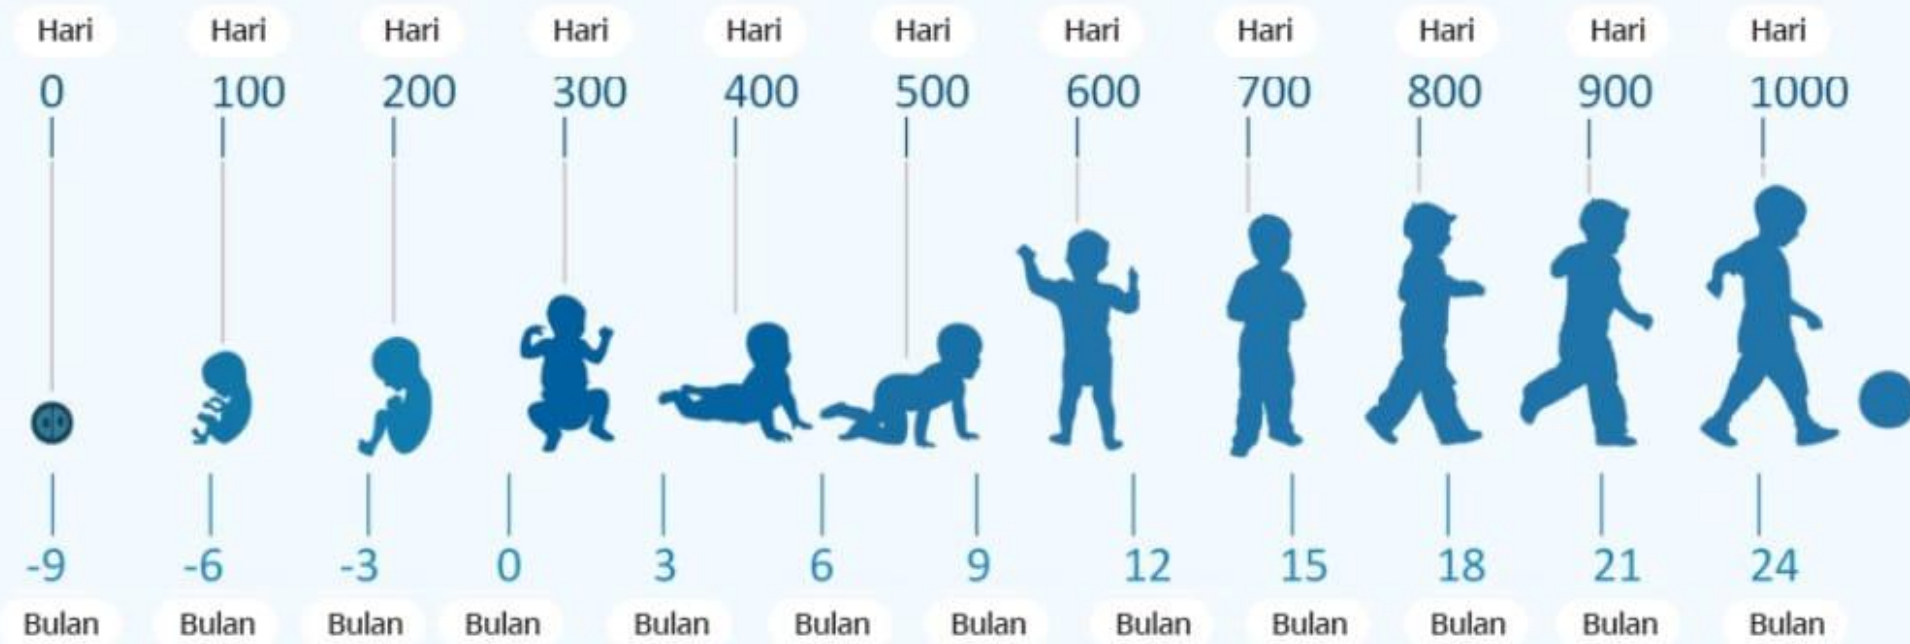 Hari Hari Hari Hari Hari Hari Hari Hari Hari Hari Hari
0 100 200 300 400 500 600 700 800 900 1000
-9 -6 -3 0 3 6 9 12 15 18 21 24
Bulan Bulan Bulan Bulan Bulan Bulan Bulan Bulan Bulan Bulan Bulan Bulan